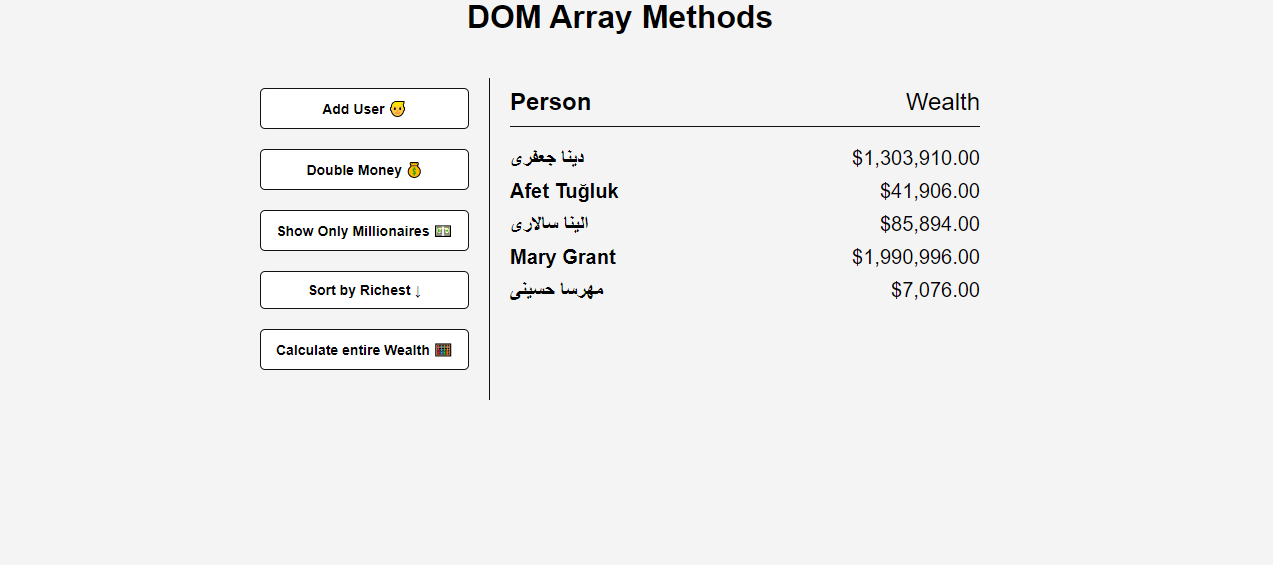 DOM Array Methods
Add User 👱
Double Money 💰
Show Only Millionaires 💵
Sort by Richest ↓
Calculate entire Wealth 🧮
Person Wealth
دینا جعفری $1,303,910.00
Afet Tuğluk $41,906.00
الینا سالاری $85,894.00
Mary Grant $1,990,996.00
مهرسا حسینی $7,076.00